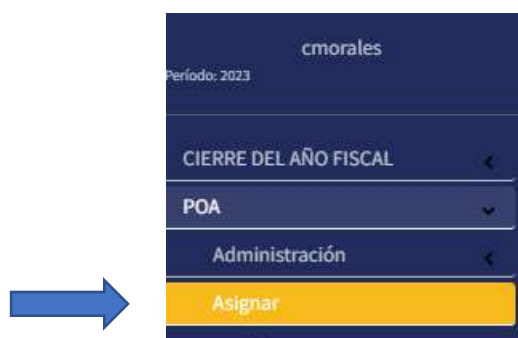 cmorales
Período: 2023
CIERRE DEL AÑO FISCAL
POA
Administración
Asignar